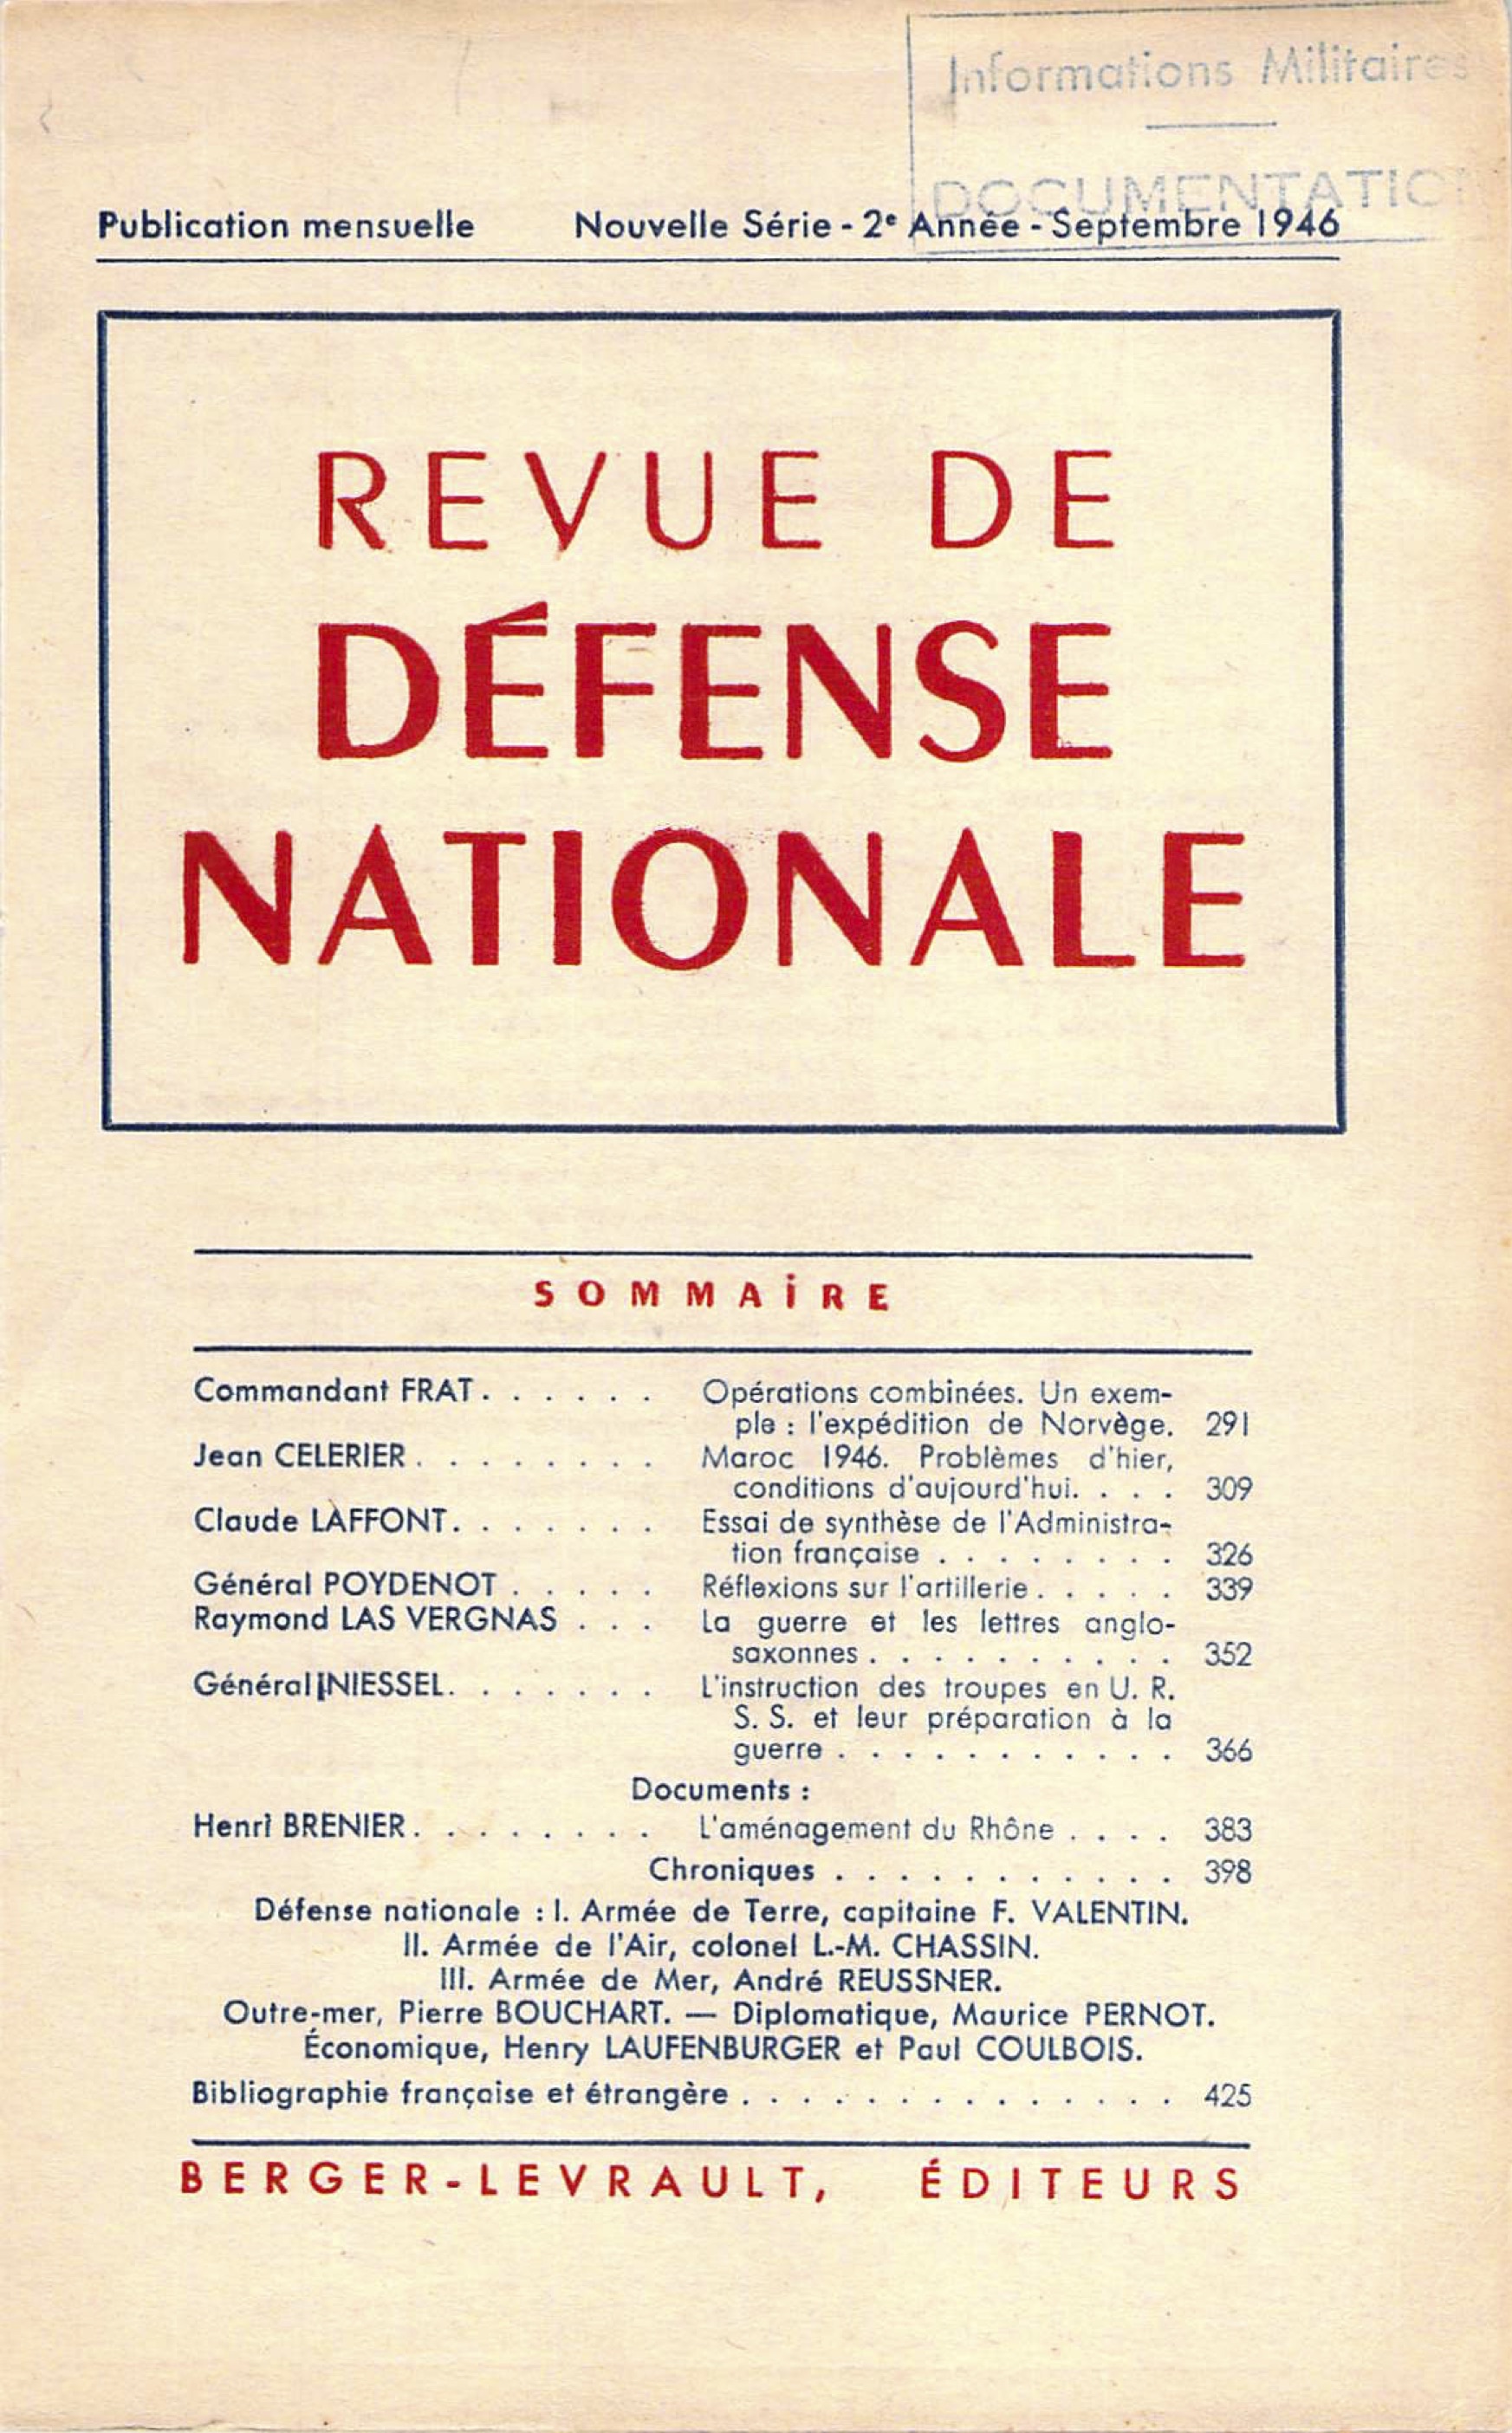 Informations Militaires
DOCUMENTATIO
Publication mensuelle Nouvelle Série - 2e Année - Septembre 1946
REVUE DE
DÉFENSE
NATIONALE
SOMMAIRE
Commandant FRAT. . . . . . Opérations combinées. Un exem-
ple : l'expédition de Norvège. 291
Jean CELERIER . . . . . . . . Maroc 1946. Problèmes d'hier,
conditions d'aujourd'hui. . . . 309
Claude LAFFONT. . . . . . . Essai de synthèse de l'Administra-
tion française . . . . . . . . 326
Général POYDENOT . . . . . Réflexions sur l'artillerie . . . . . 339
Raymond LAS VERGNAS . . . La guerre et les lettres anglo-
saxonnes . . . . . . . . . . 352
Général NIESSEL. . . . . . . L'instruction des troupes en U. R.
S. S. et leur préparation à la
guerre . . . . . . . . . . . 366
Documents :
Henri BRENIER. . . . . . . . L'aménagement du Rhône . . . . 383
Chroniques . . . . . . . . . . . 398
Défense nationale : I. Armée de Terre, capitaine F. VALENTIN.
II. Armée de l'Air, colonel L.-M. CHASSIN.
III. Armée de Mer, André REUSSNER.
Outre-mer, Pierre BOUCHART. — Diplomatique, Maurice PERNOT.
Économique, Henry LAUFENBURGER et Paul COULBOIS.
Bibliographie française et étrangère . . . . . . . . . . . . . . 425
BERGER-LEVRAULT, ÉDITEURS